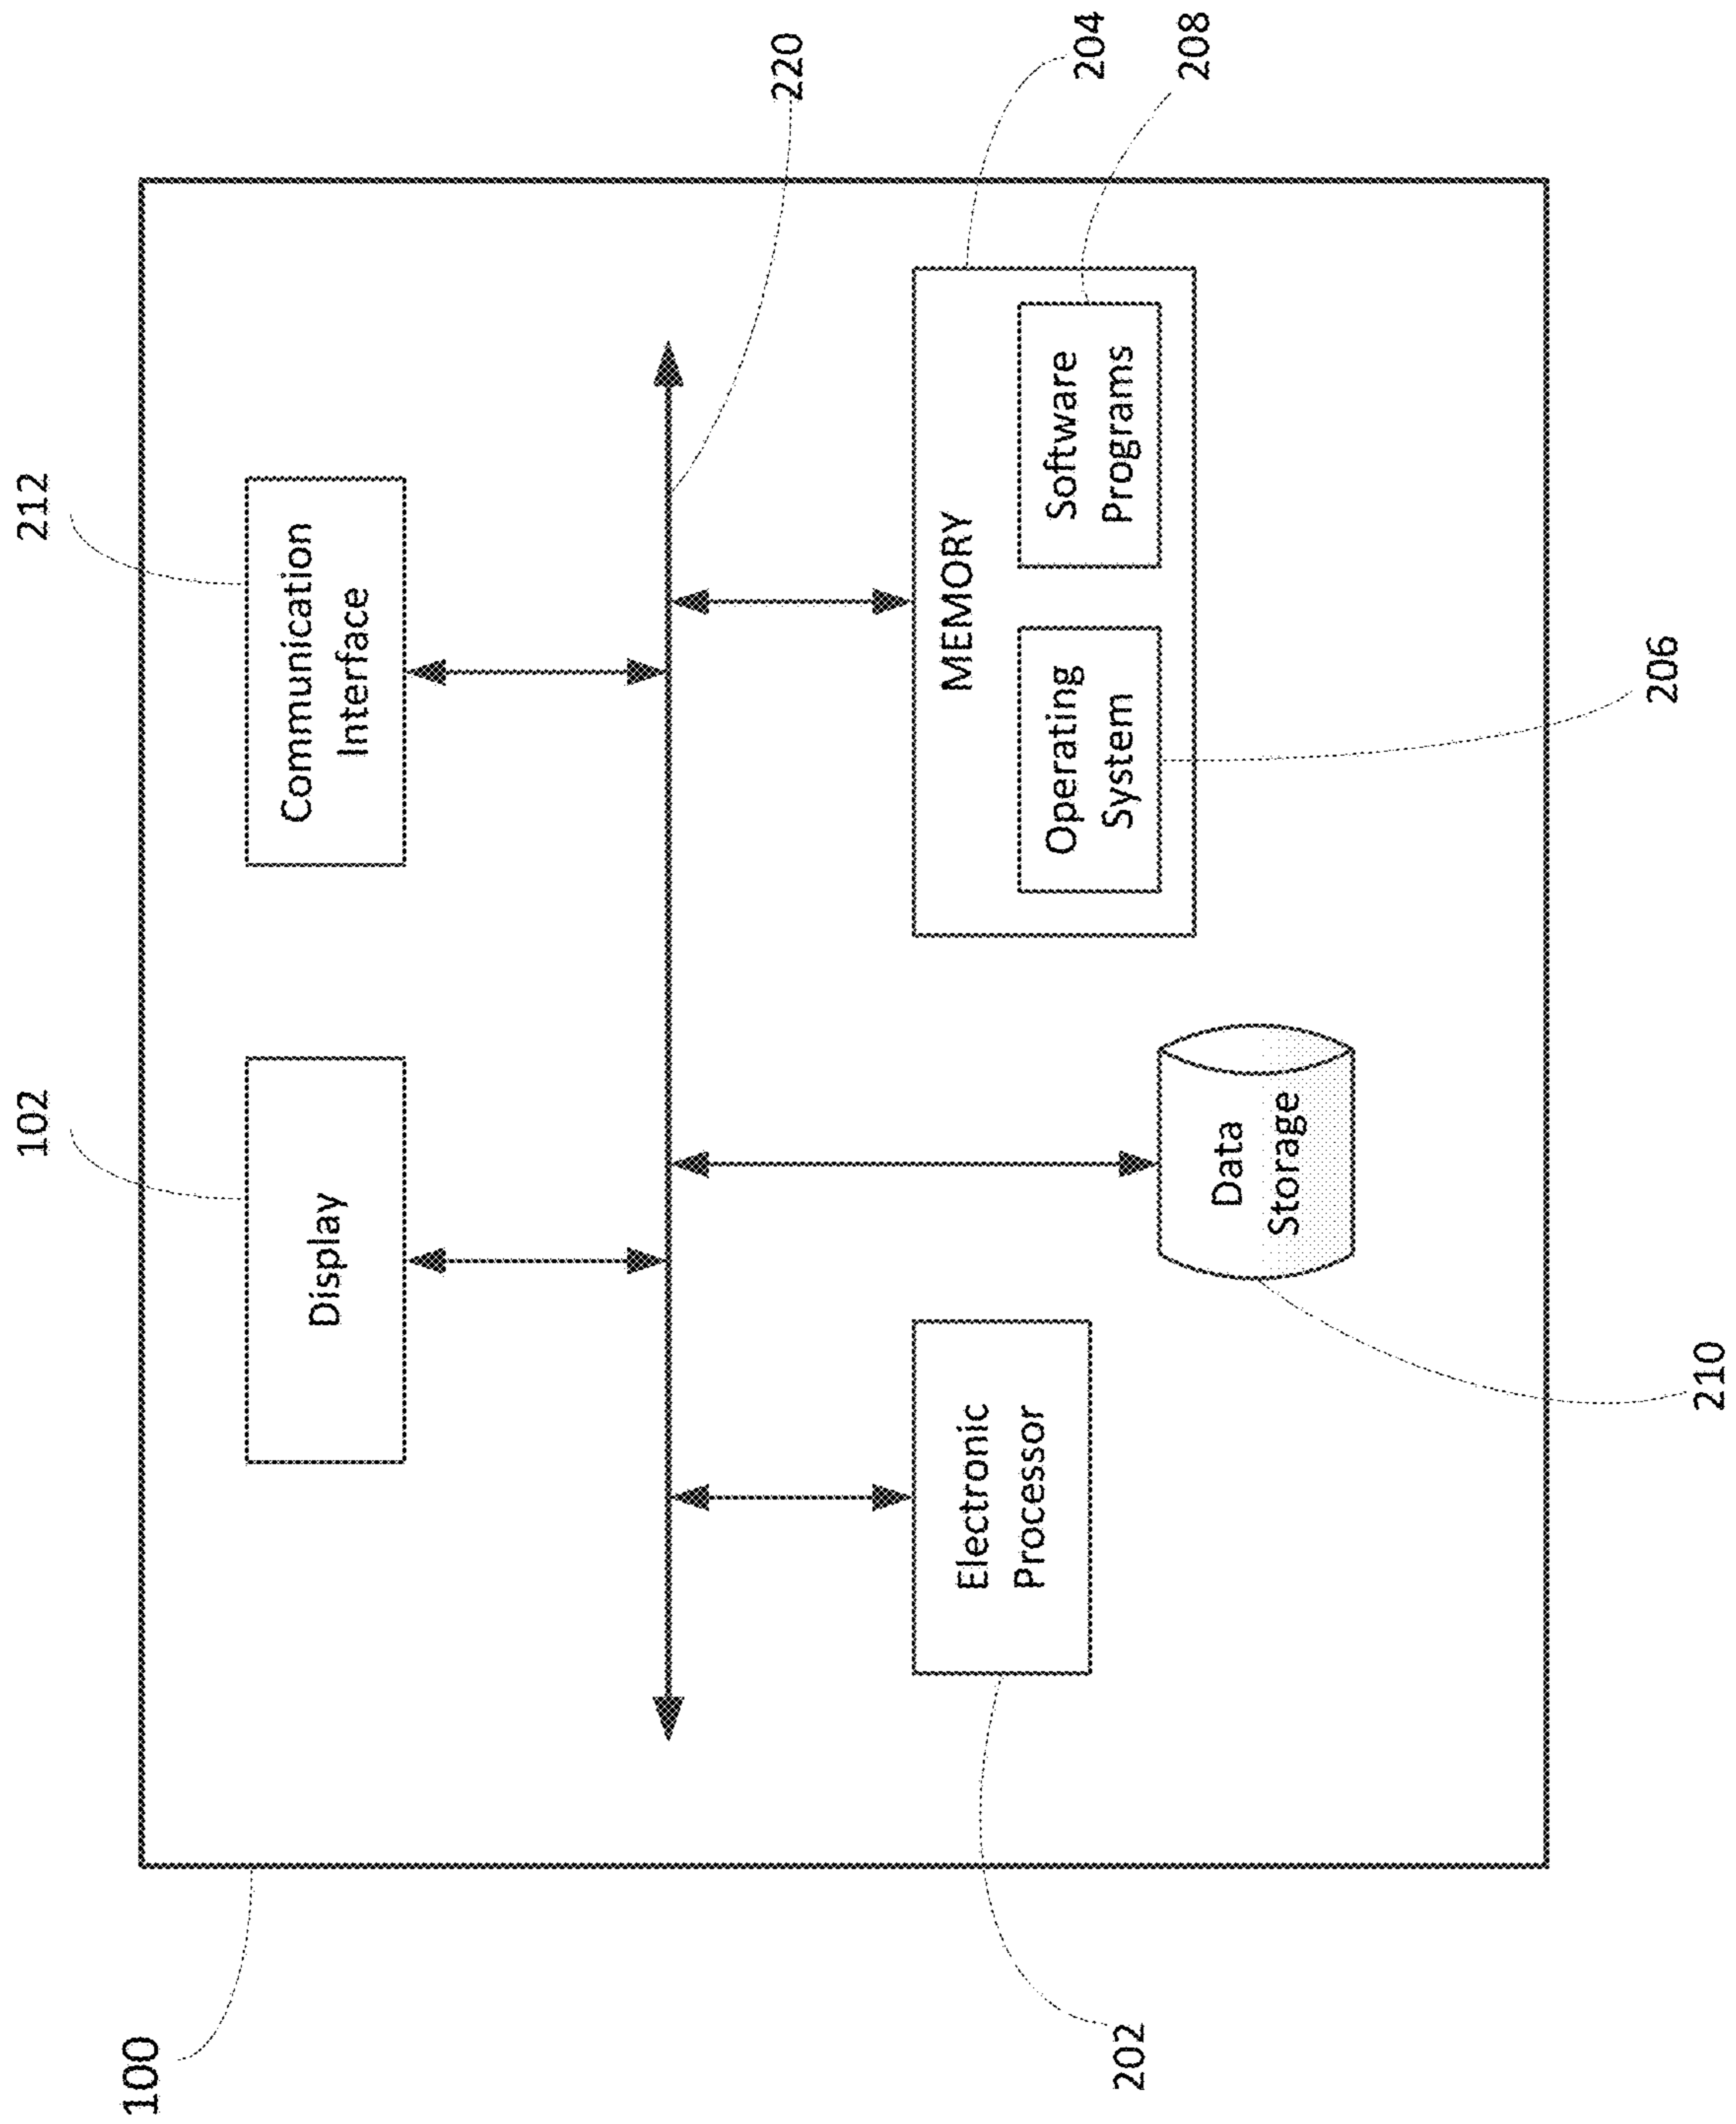 102
212
Display
Communication
Interface
220
Electronic
Processor
Data
Storage
MEMORY
Operating
System
Software
Programs
204
208
100
202
210
206